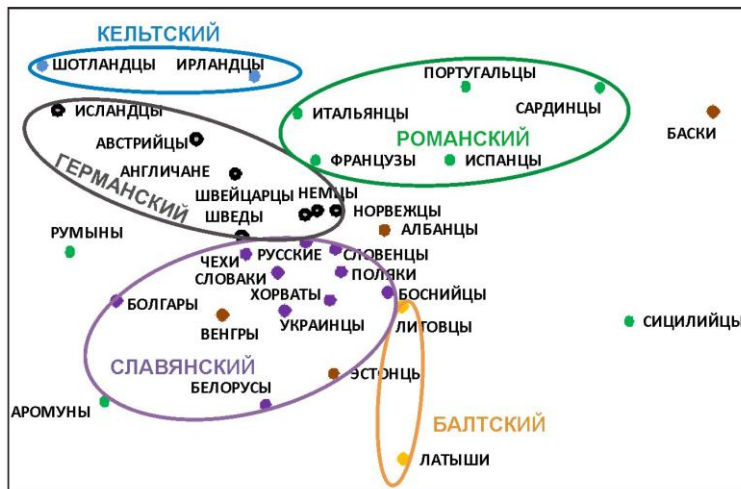 КЕЛЬТСКИЙ
ШОТЛАНДЦЫ
ИРЛАНДЦЫ
ПОРТУГАЛЬЦЫ
САРДИНЦЫ
ИСЛАНДЦЫ
ИТАЛЬЯНЦЫ
БАСКИ
АВСТРИЙЦЫ
РОМАНСКИЙ
ФРАНЦУЗЫ
ИСПАНЦЫ
АНГЛИЧАНЕ
ГЕРМАНСКИЙ
ШВЕЙЦАРЦЫ
НЕМЦЫ
ШВЕДЫ
НОРВЕЖЦЫ
РУМЫНЫ
АЛБАНЦЫ
ЧЕХИ
РУССКИЕ
СЛОВЕНЦЫ
СЛОВАКИ
ПОЛЯКИ
БОЛГАРЫ
ХОРВАТЫ
БОСНИЙЦЫ
ВЕНГРЫ
УКРАИНЦЫ
ЛИТОВЦЫ
СИЦИЛИЙЦЫ
СЛАВЯНСКИЙ
ЭСТОНЦЬ
БЕЛОРУСЫ
АРОМУНЫ
БАЛТСКИЙ
ЛАТЫШИ